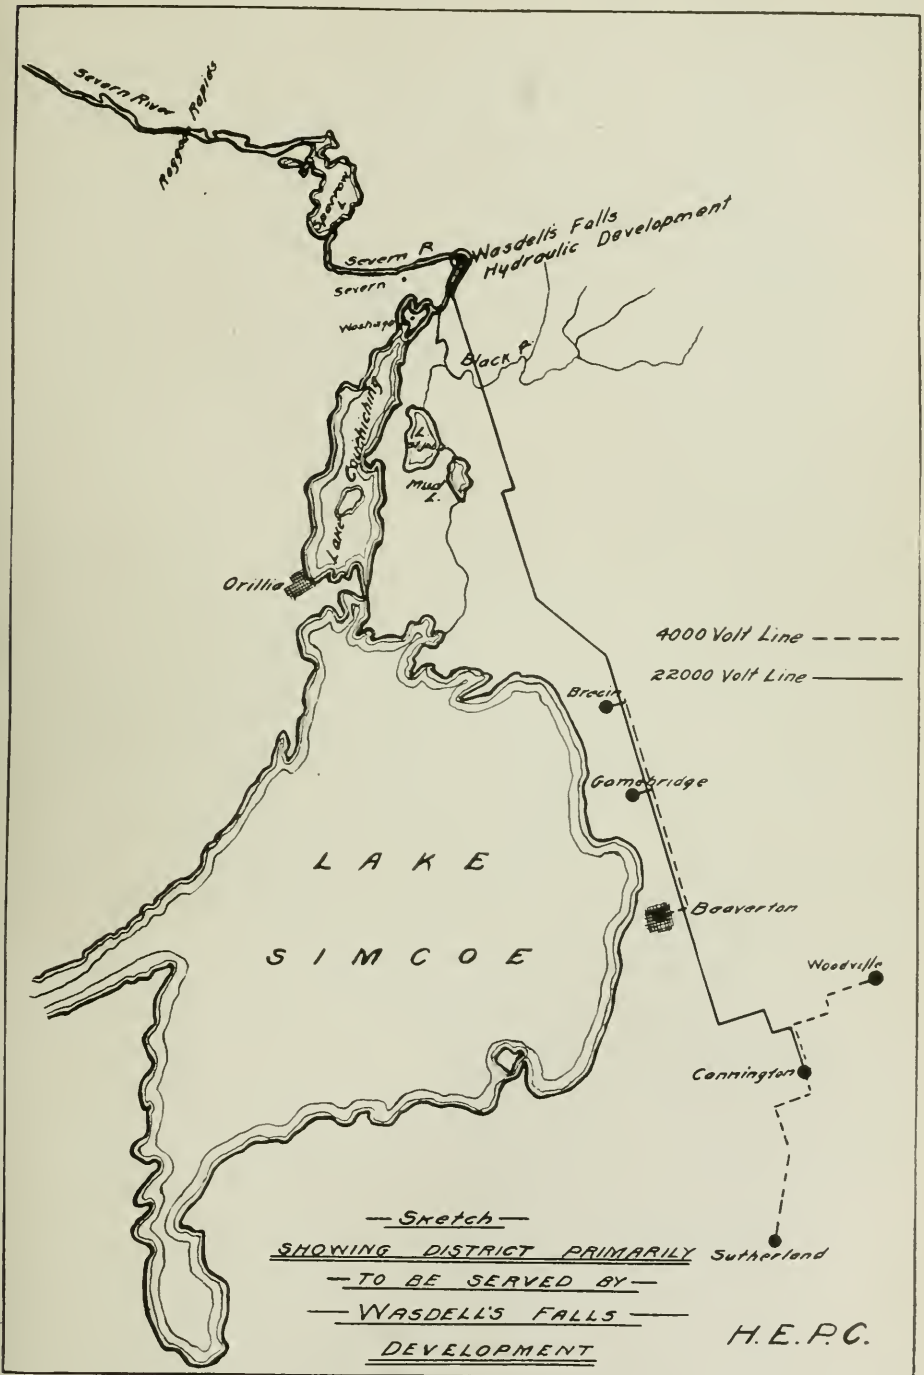 Severn River
Ragged Rapids
Sparrow L.
Severn R.
Severn
Wasdell's Falls
Hydraulic Development
Washago
Black R.
Lake Couchiching
L.
Mud
L.
Orillia
4000 Volt Line
22000 Volt Line
Brecin
Gamebridge
LAKE
SIMCOE
Beaverton
Woodville
Cannington
Sutherland
— Sketch —
SHOWING DISTRICT PRIMARILY
— TO BE SERVED BY —
— WASDELL'S FALLS —
DEVELOPMENT
H.E.P.C.